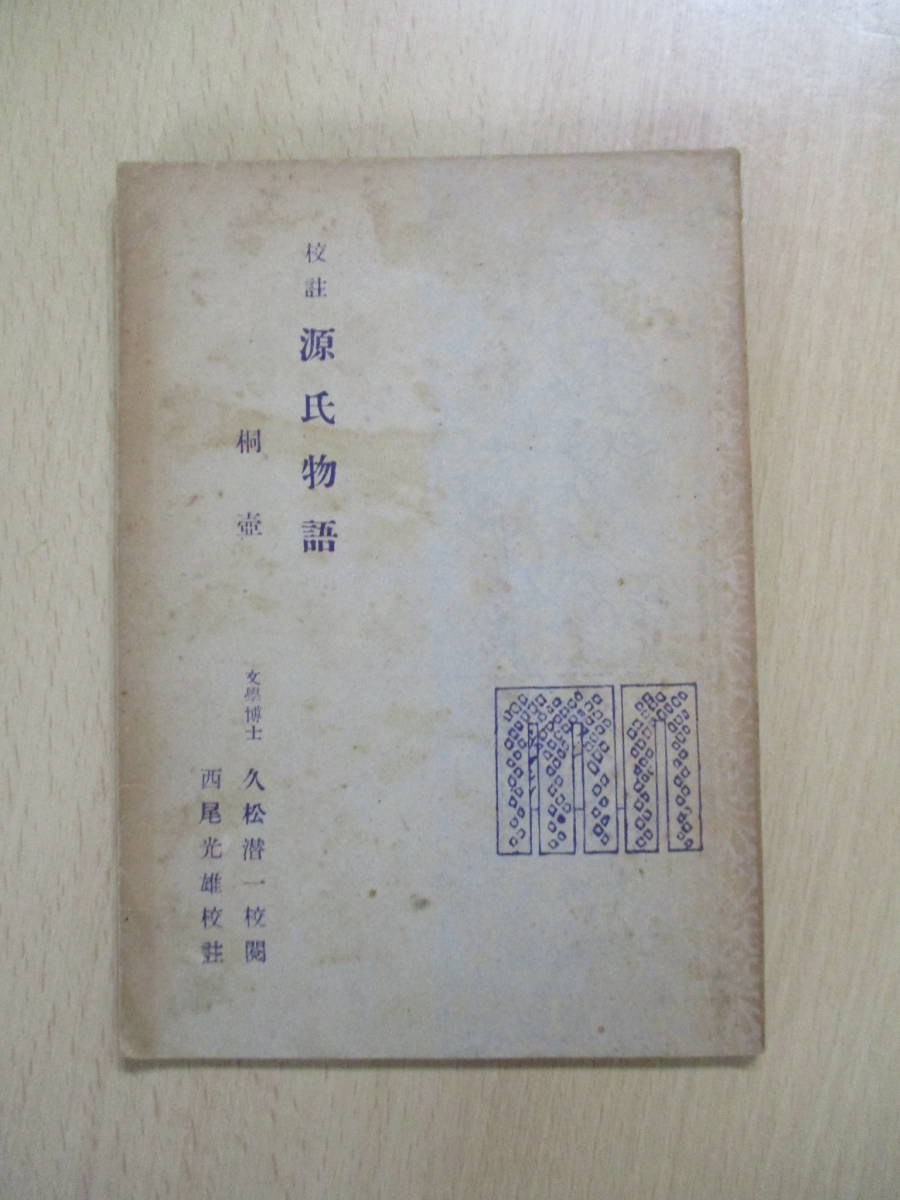 校註 源氏物語
桐壺
文學博士 久松潜一校閲
西尾光雄校註